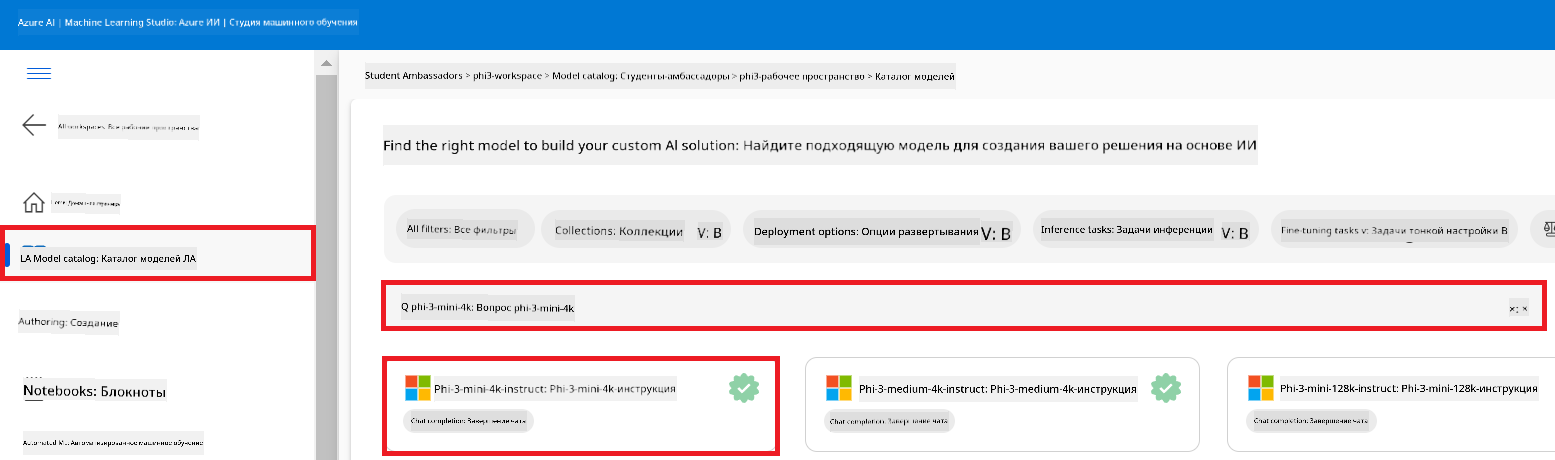 Azure AI | Machine Learning Studio: Azure ИИ | Студия машинного обучения
Student Ambassadors > phi3-workspace > Model catalog: Студенты-амбассадоры > phi3-рабочее пространство > Каталог моделей
All workspaces: Все рабочие пространства
Find the right model to build your custom AI solution: Найдите подходящую модель для создания вашего решения на основе ИИ
Home: Домашняя страница
All filters: Все фильтры
Collections: Коллекции V: В
Deployment options: Опции развертывания V: В
Inference tasks: Задачи инференции V: В
Fine-tuning tasks v: Задачи тонкой настройки В
LA Model catalog: Каталог моделей ЛА
Q phi-3-mini-4k: Вопрос phi-3-mini-4k
×; ×
Authoring: Создание
Notebooks: Блокноты
Phi-3-mini-4k-instruct: Phi-3-mini-4k-инструкция
Chat completion: Завершение чата
Phi-3-medium-4k-instruct: Phi-3-medium-4k-инструкция
Chat completion: Завершение чата
Phi-3-mini-128k-instruct: Phi-3-mini-128k-инструкция
Chat completion: Завершение чата
Automated ML: Автоматизированное машинное обучение